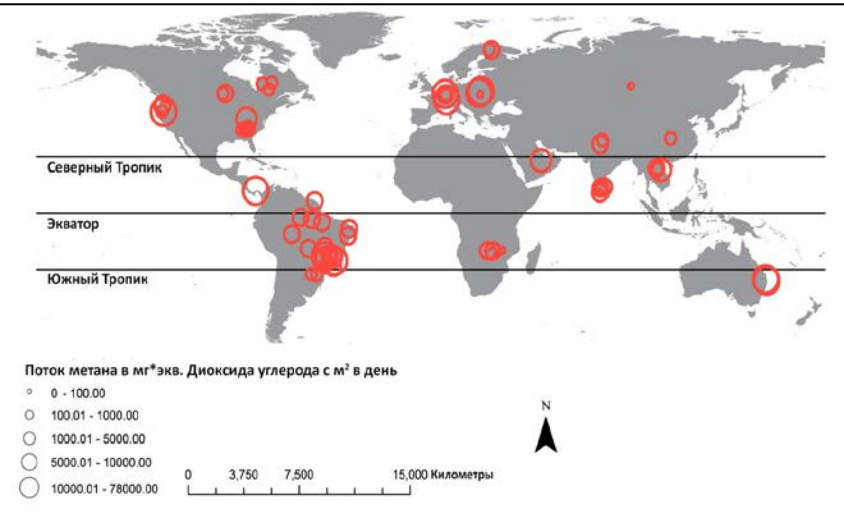 Северный Тропик
Экватор
Южный Тропик
Поток метана в мг*экв. Диоксида углерода с м² в день
0 - 100.00
100.01 - 1000.00
1000.01 - 5000.00
5000.01 - 10000.00
10000.01 - 78000.00
N
0 3,750 7,500 15,000 Километры